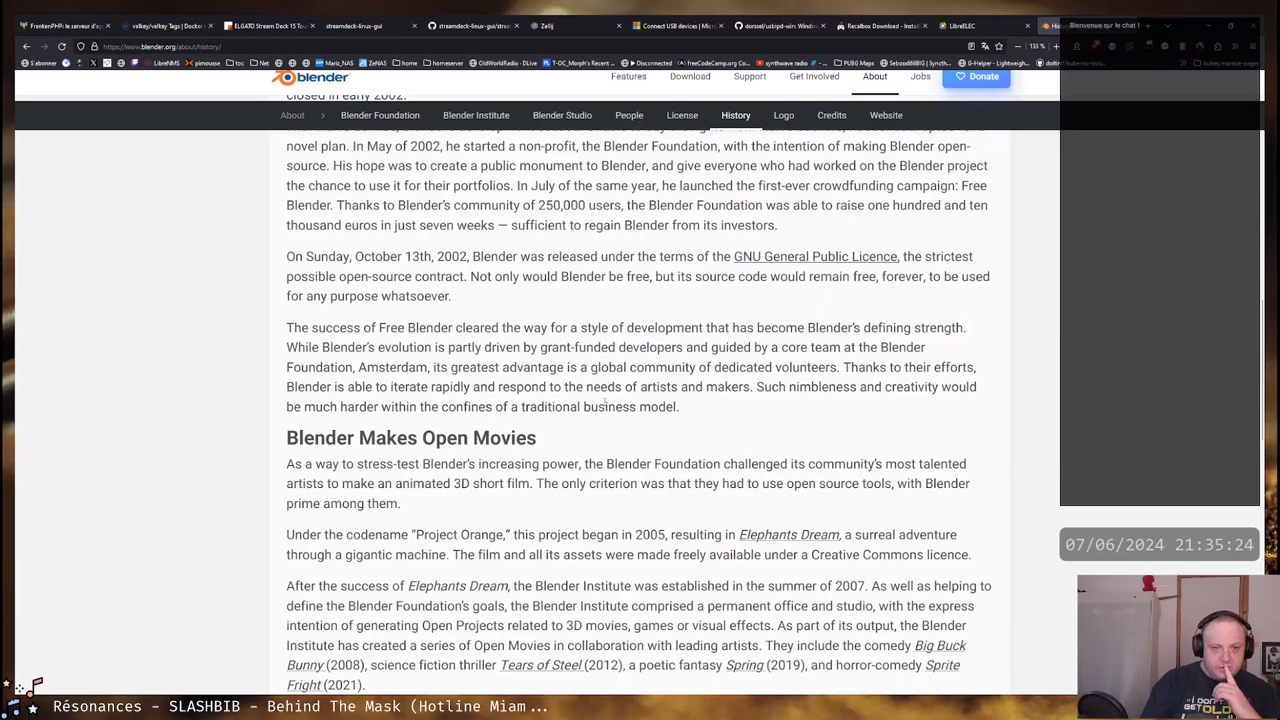 FrankenPHP: le serveur d'ap
valkey/valkey Tags | Docker
ELGATO Stream Deck 15 Tou
streamdeck-linux-gui
streamdeck-linux-gui/strea
Zellij
Connect USB devices | Micro
dorssel/usbipd-win: Window
Recalbox Download - Instal
LibreELEC
Bienvenue sur le chat !
https://www.blender.org/about/history/
133 %
S'abonner
LibreNMS
pimousse
toc
Net
Maris_NAS
ZeNAS
home
homeserver
OldWorldRadio - DLive
T-DC_Morph's Recent ...
Disconnected
freeCodeCamp.org Co...
synthwave radio
PUBG Maps
Seboss666BIG
G-Helper - Lightweigh...
Autres marque-pages
blender
Features
Download
Support
Get Involved
About
Jobs
Donate
closed in early 2002.
About
Blender Foundation
Blender Institute
Blender Studio
People
License
History
Logo
Credits
Website
novel plan. In May of 2002, he started a non-profit, the Blender Foundation, with the intention of making Blender open-
source. His hope was to create a public monument to Blender, and give everyone who had worked on the Blender project
the chance to use it for their portfolios. In July of the same year, he launched the first-ever crowdfunding campaign: Free
Blender. Thanks to Blender's community of 250,000 users, the Blender Foundation was able to raise one hundred and ten
thousand euros in just seven weeks — sufficient to regain Blender from its investors.
On Sunday, October 13th, 2002, Blender was released under the terms of the GNU General Public Licence, the strictest
possible open-source contract. Not only would Blender be free, but its source code would remain free, forever, to be used
for any purpose whatsoever.
The success of Free Blender cleared the way for a style of development that has become Blender's defining strength.
While Blender's evolution is partly driven by grant-funded developers and guided by a core team at the Blender
Foundation, Amsterdam, its greatest advantage is a global community of dedicated volunteers. Thanks to their efforts,
Blender is able to iterate rapidly and respond to the needs of artists and makers. Such nimbleness and creativity would
be much harder within the confines of a traditional business model.
Blender Makes Open Movies
As a way to stress-test Blender's increasing power, the Blender Foundation challenged its community's most talented
artists to make an animated 3D short film. The only criterion was that they had to use open source tools, with Blender
prime among them.
Under the codename “Project Orange,” this project began in 2005, resulting in Elephants Dream, a surreal adventure
through a gigantic machine. The film and all its assets were made freely available under a Creative Commons licence.
After the success of Elephants Dream, the Blender Institute was established in the summer of 2007. As well as helping to
define the Blender Foundation's goals, the Blender Institute comprised a permanent office and studio, with the express
intention of generating Open Projects related to 3D movies, games or visual effects. As part of its output, the Blender
Institute has created a series of Open Movies in collaboration with leading artists. They include the comedy Big Buck
Bunny (2008), science fiction thriller Tears of Steel (2012), a poetic fantasy Spring (2019), and horror-comedy Sprite
Fright (2021).
07/06/2024 21:35:24
I DON'T
GET OLD
Résonances - SLASHBIB - Behind The Mask (Hotline Miam...